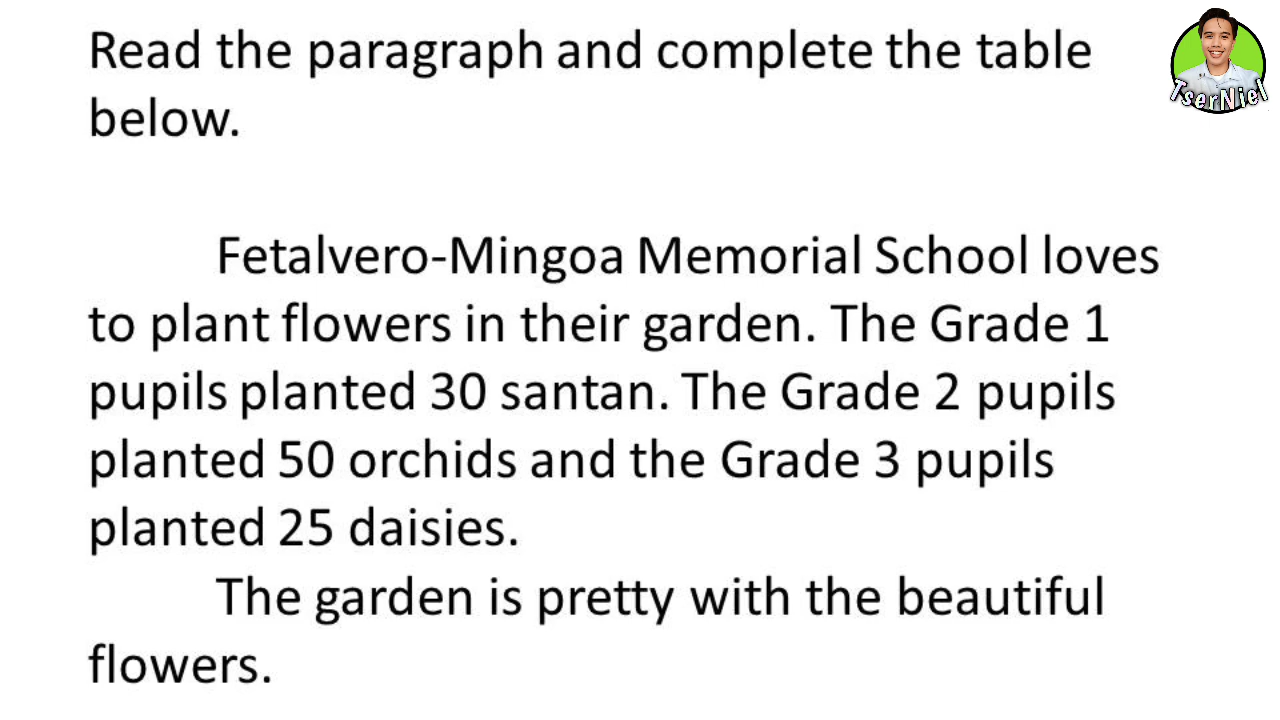 Read the paragraph and complete the table
below.
Fetalvero-Mingoa Memorial School loves
to plant flowers in their garden. The Grade 1
pupils planted 30 santan. The Grade 2 pupils
planted 50 orchids and the Grade 3 pupils
planted 25 daisies.
The garden is pretty with the beautiful
flowers.
TserNiel